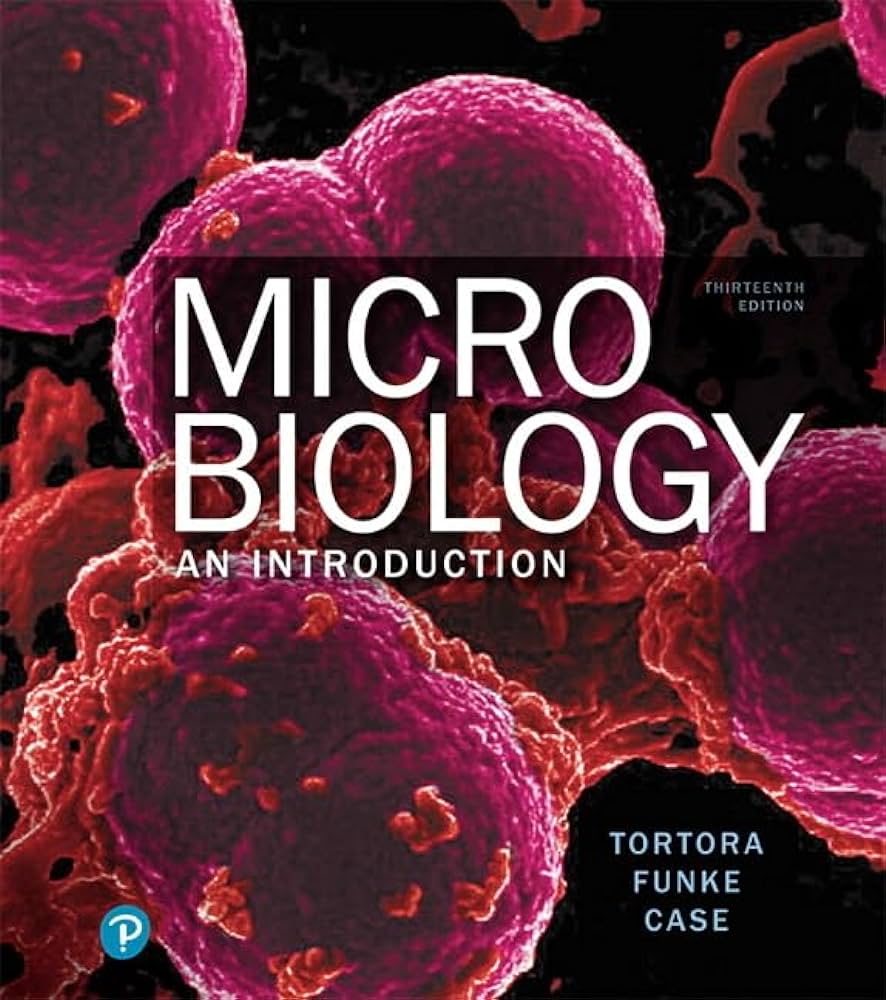 THIRTEENTH
EDITION
MICRO
BIOLOGY
AN INTRODUCTION
TORTORA
FUNKE
CASE
P